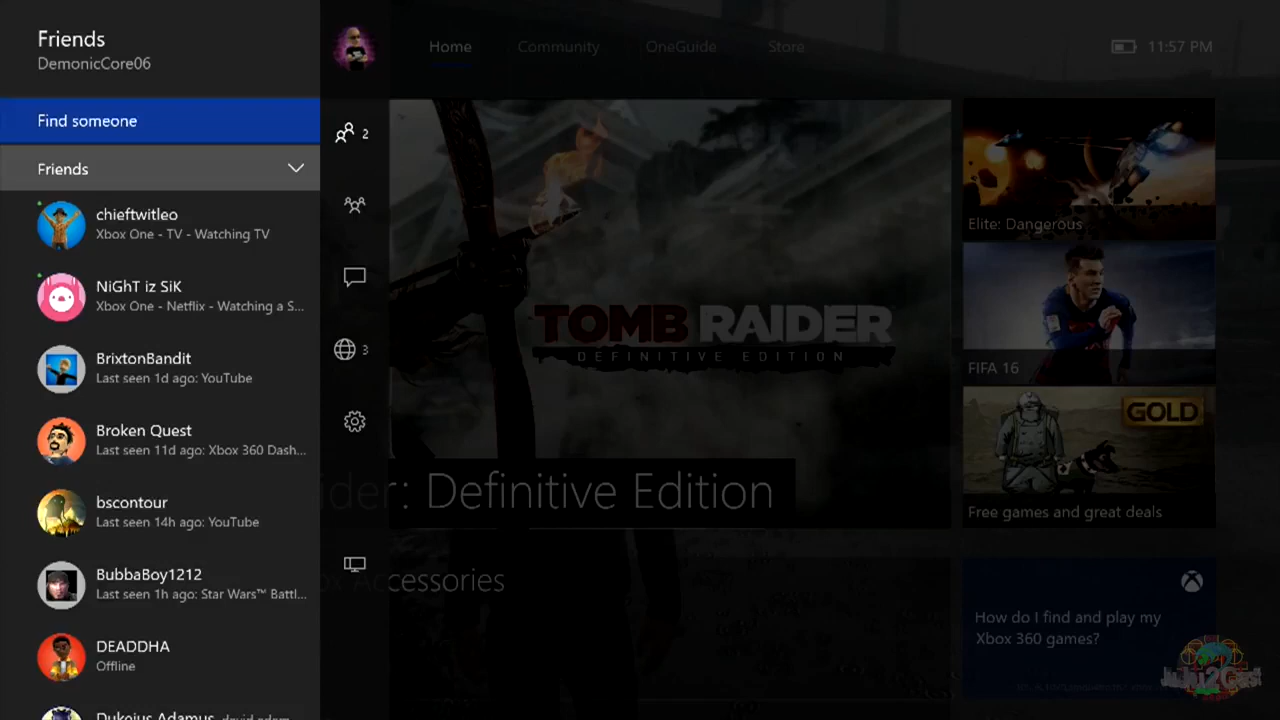 Friends
DemonicCore06
Find someone
Friends
chieftwitleo
Xbox One - TV - Watching TV
NiGhT iz SiK
Xbox One - Netflix - Watching a S...
BrixtonBandit
Last seen 1d ago: YouTube
Broken Quest
Last seen 11d ago: Xbox 360 Dash...
bscontour
Last seen 14h ago: YouTube
BubbaBoy1212
Last seen 1h ago: Star Wars™ Battl...
DEADDHA
Offline
Dukeius Adamus
2
3
Home
Community
OneGuide
Store
11:57 PM
TOMB RAIDER
DEFINITIVE EDITION
ider: Definitive Edition
Accessories
Elite: Dangerous
FIFA 16
GOLD
Free games and great deals
How do I find and play my
Xbox 360 games?